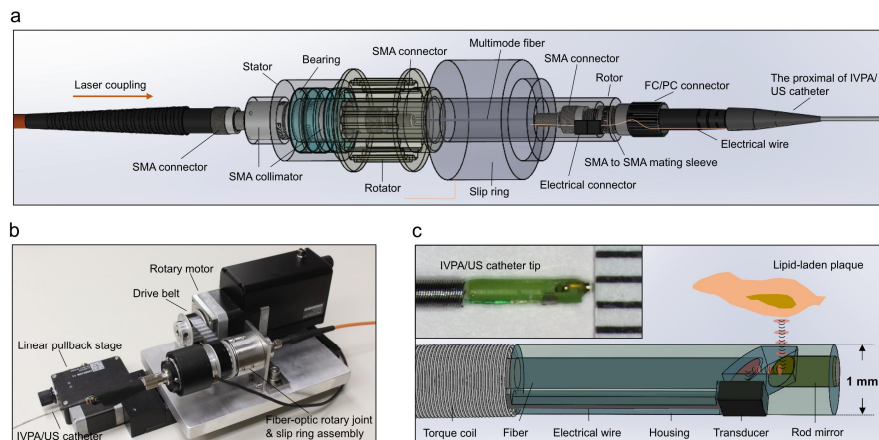 a
Laser coupling
Stator
Bearing
SMA connector
Multimode fiber
SMA connector
Rotor
FC/PC connector
The proximal of IVPA/
US catheter
SMA connector
SMA collimator
Rotator
Slip ring
Electrical connector
SMA to SMA mating sleeve
Electrical wire
b
Rotary motor
Drive belt
Linear pullback stage
IVPA/US catheter
Fiber-optic rotary joint
& slip ring assembly
c
IVPA/US catheter tip
Lipid-laden plaque
1 mm
Torque coil
Fiber
Electrical wire
Housing
Transducer
Rod mirror